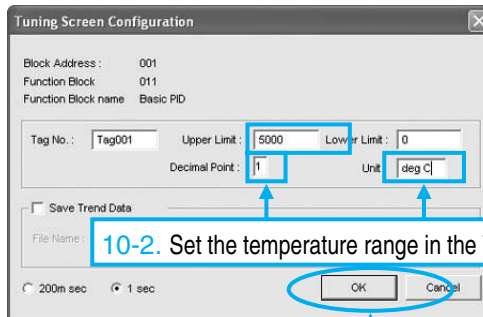 Tuning Screen Configuration
Block Address : 001
Function Block 011
Function Block name Basic PID
Tag No. : Tag001 Upper Limit : 5000 Lower Limit : 0
Decimal Point : 1 Unit deg C
Save Trend Data
File Name :
10-2. Set the temperature range in the
200m sec 1 sec OK Cancel